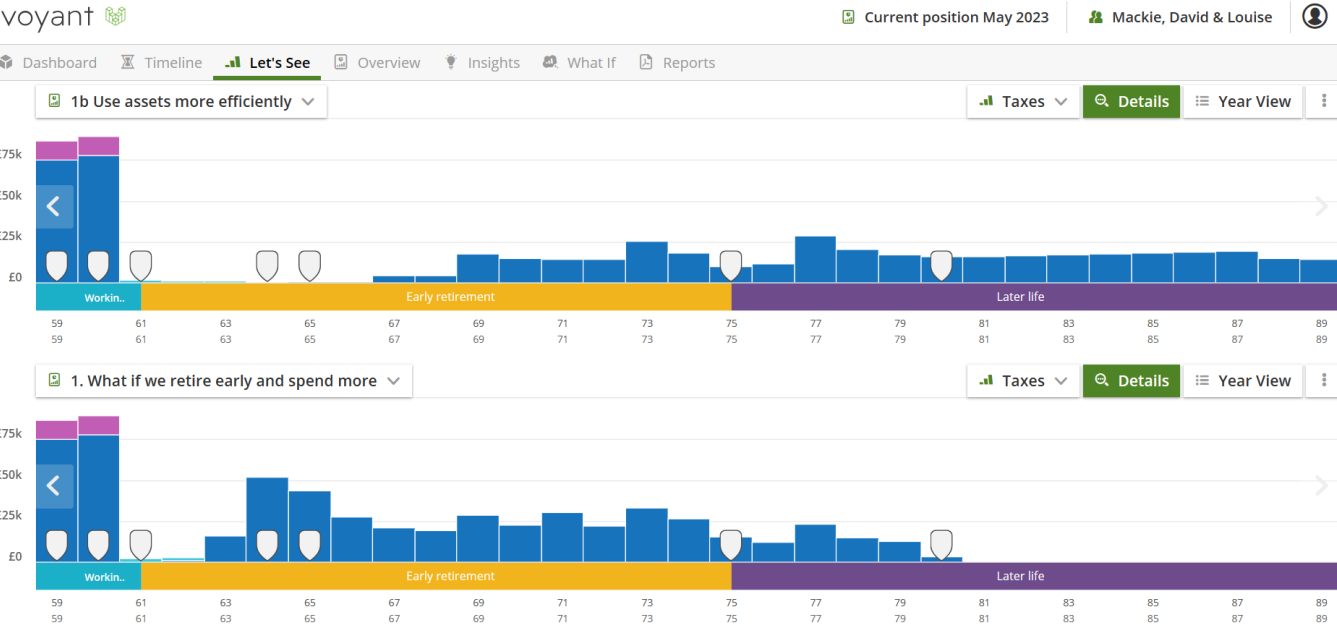 voyant
Current position May 2023
Mackie, David & Louise
Dashboard Timeline Let's See Overview Insights What If Reports
1b Use assets more efficiently
Taxes Details Year View
£75k
£50k
£25k
£0
Workin.. Early retirement Later life
59 61 63 65 67 69 71 73 75 77 79 81 83 85 87 89
59 61 63 65 67 69 71 73 75 77 79 81 83 85 87 89
1. What if we retire early and spend more
Taxes Details Year View
£75k
£50k
£25k
£0
Workin.. Early retirement Later life
59 61 63 65 67 69 71 73 75 77 79 81 83 85 87 89
59 61 63 65 67 69 71 73 75 77 79 81 83 85 87 89